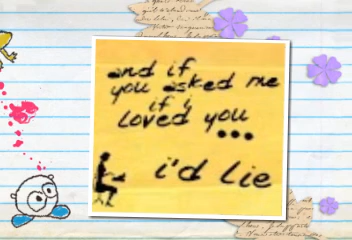 and if
you asked me
if i
loved you
...
i'd lie